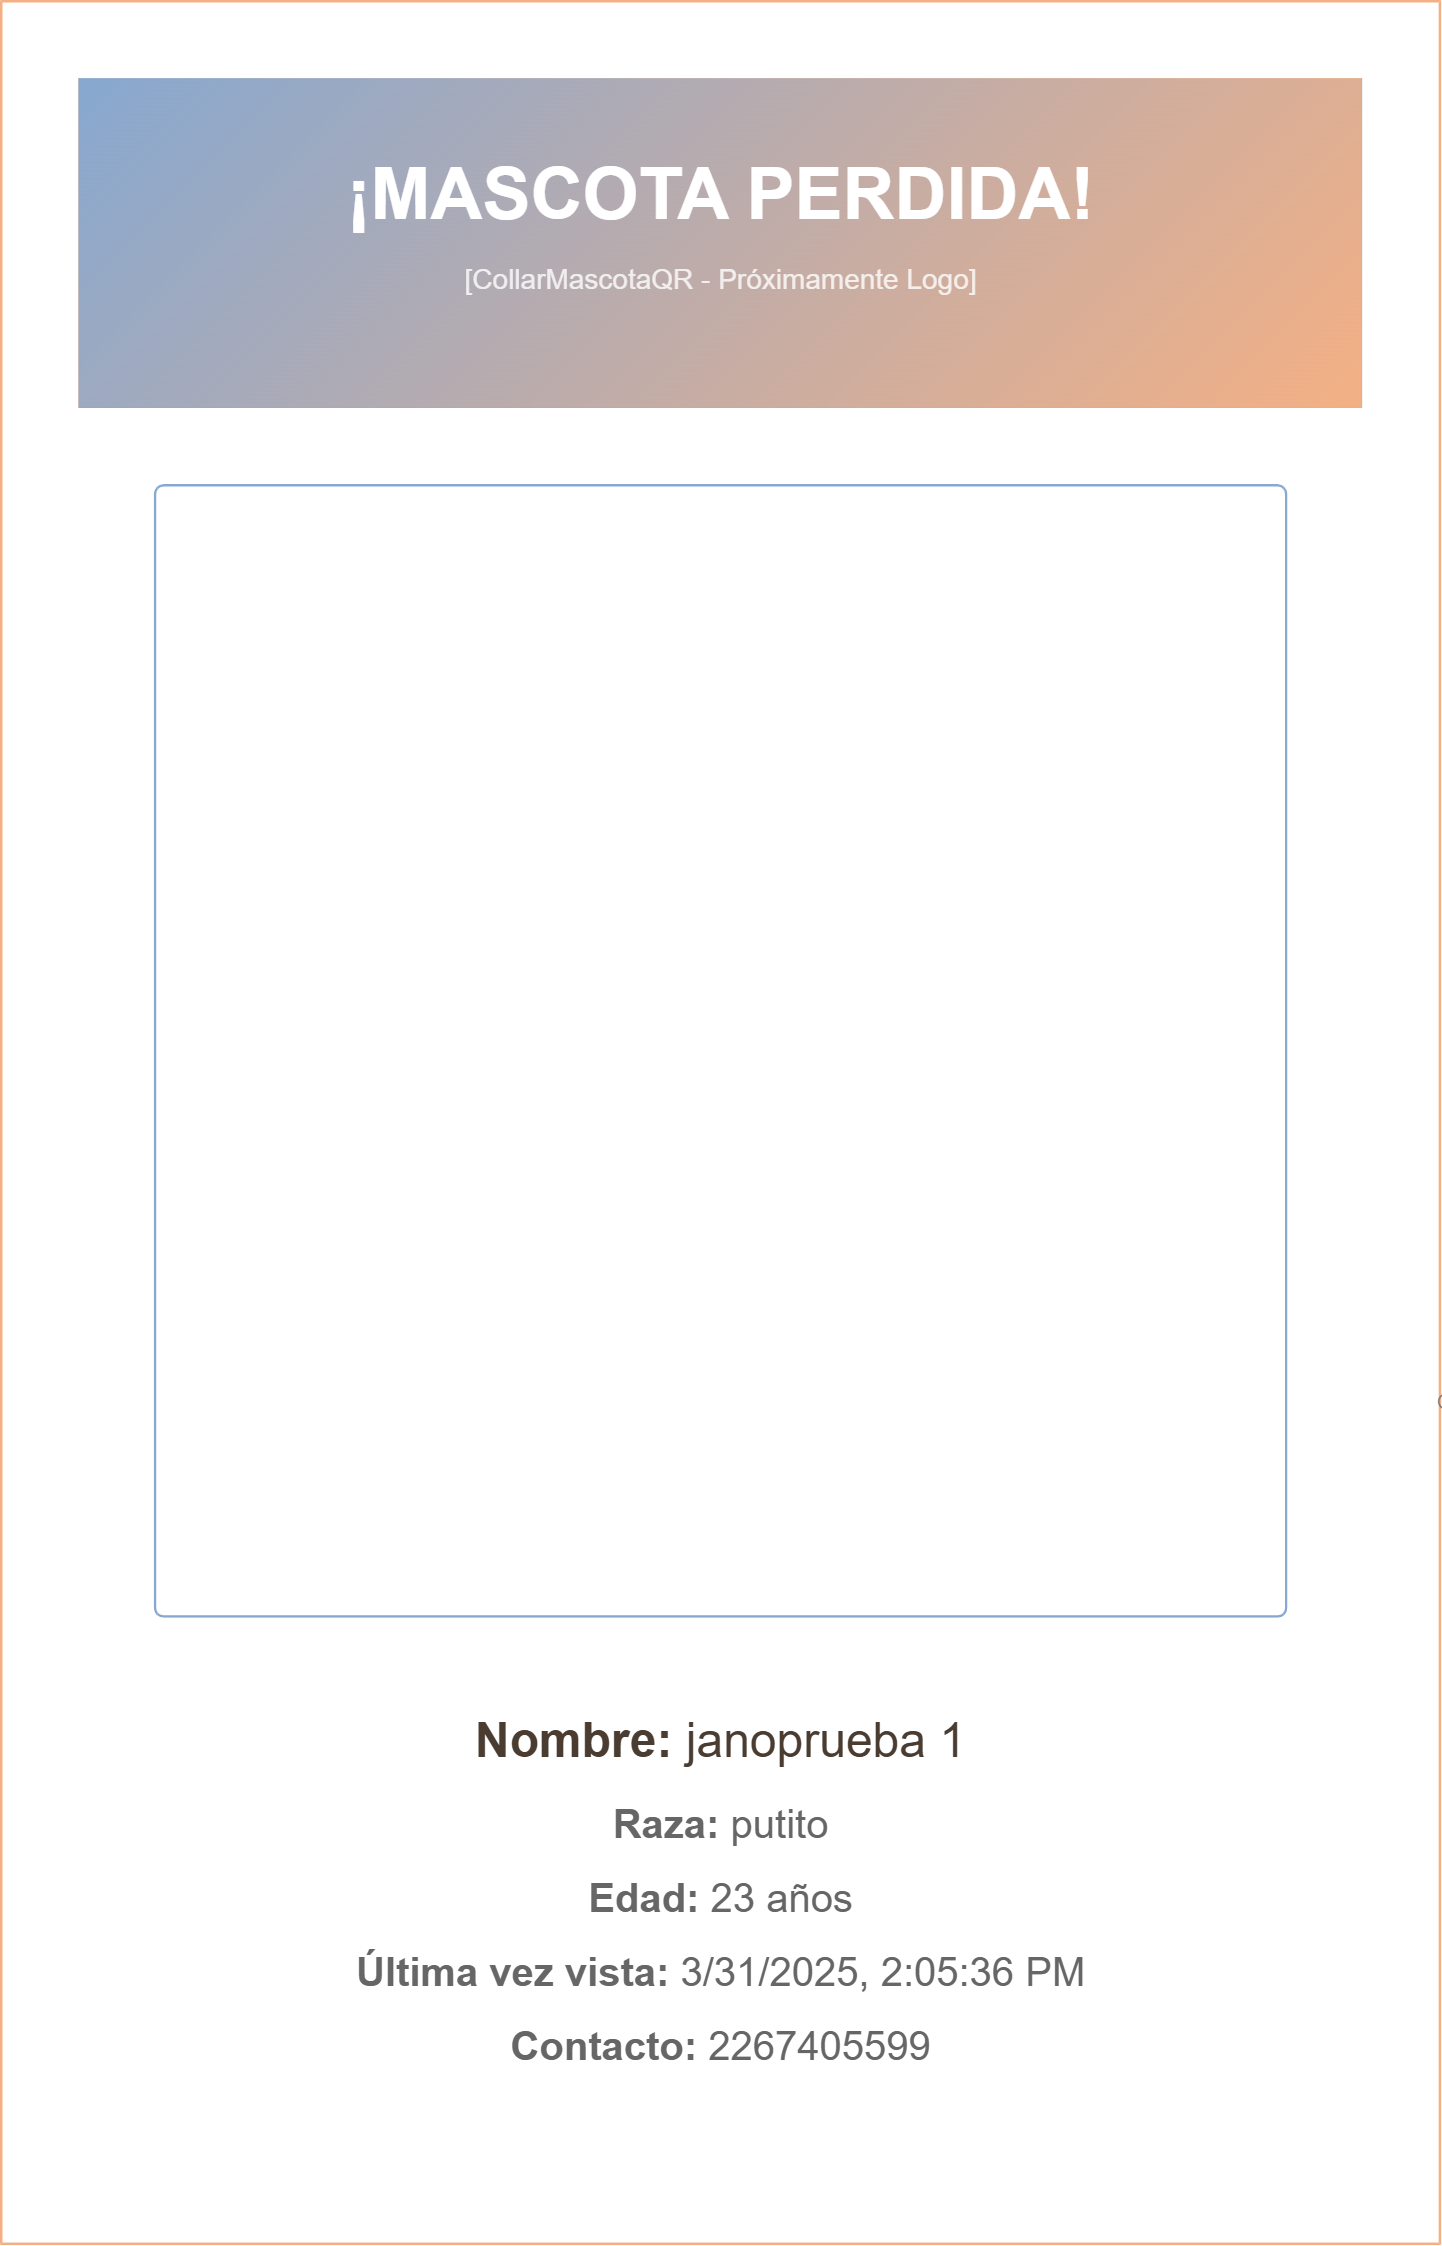 ¡MASCOTA PERDIDA!
[CollarMascotaQR - Próximamente Logo]
Nombre: janoprueba 1
Raza: putito
Edad: 23 años
Última vez vista: 3/31/2025, 2:05:36 PM
Contacto: 2267405599